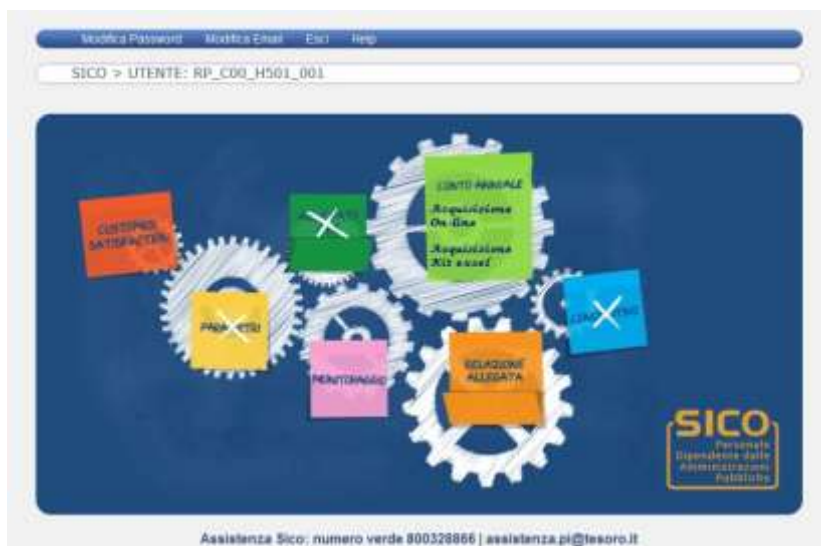 Modifica Password Modifica Email Esci Help
SICO > UTENTE: RP_C00_H501_001
CUSTOMER
SATISFACTION
CONTO ANNUALE
Acquisizione
On-line
Acquisizione
Kit excel
MONITORAGGIO
RELAZIONE
ALLEGATA
SICO
Personale
Dipendente dalle
Amministrazioni
Pubbliche
Assistenza Sico: numero verde 800328866 | assistenza.pi@tesoro.it